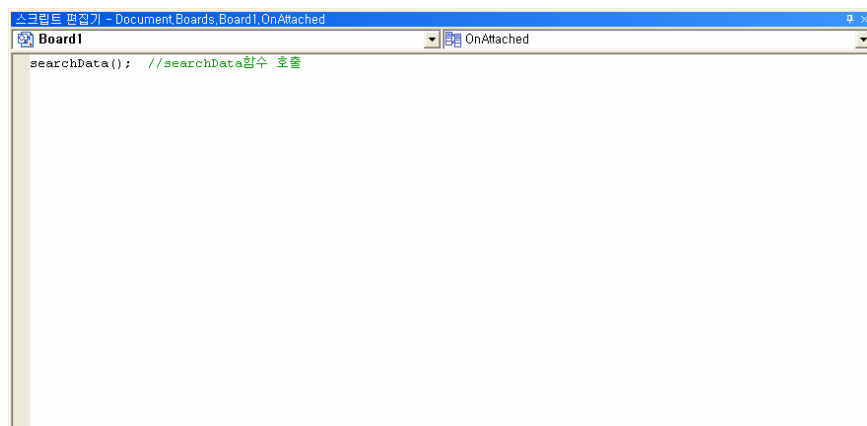 스크립트 편집기 - Document,Boards,Board1,OnAttached
Board1
OnAttached
searchData();  //searchData함수 호출